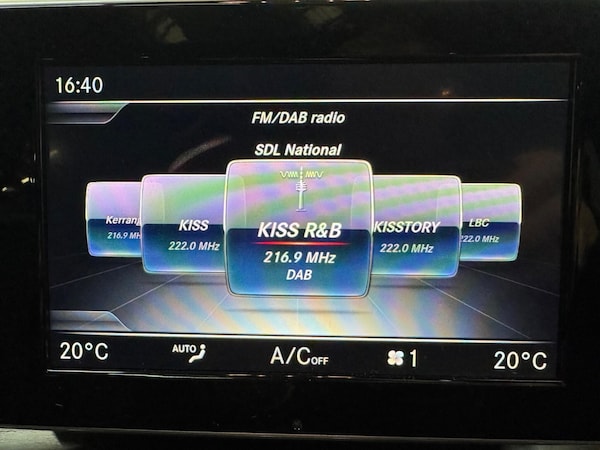 16:40
FM/DAB radio
SDL National
Kerrang
216.9 MH
KISS
222.0 MHz
KISS R&B
216.9 MHz
DAB
KISSTORY
222.0 MHz
LBC
222.0 MHz
20°C
AUTO
A/C OFF
1
20°C